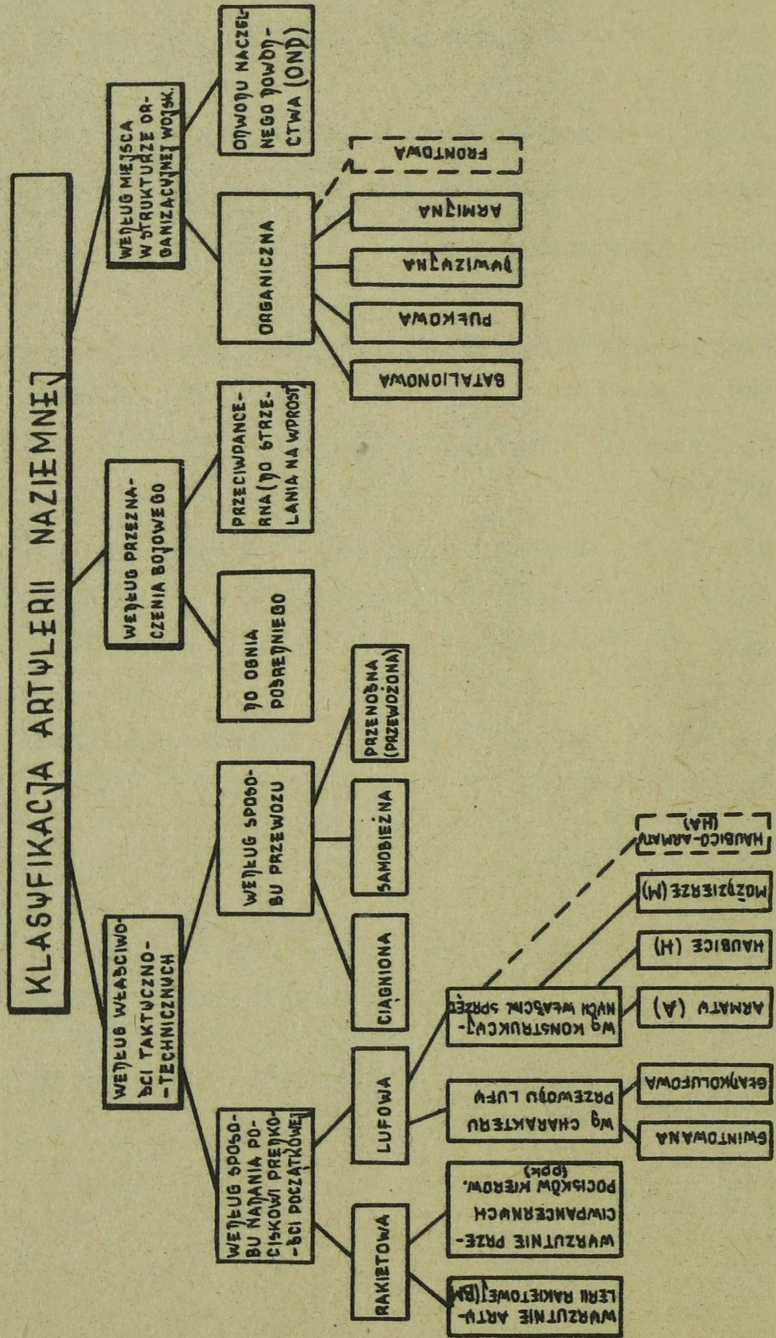 KLASYFIKACJA ARTYLERII NAZIEMNEJ
WEDŁUG WŁAŚCIWO-
ŚCI TAKTYCZNO-
-TECHNICZNYCH
WEDŁUG PRZEZNA-
CZENIA BOJOWEGO
WEDŁUG MIEJSCA
W STRUKTURZE OR-
GANIZACYJNEJ WOJSK.
WEDŁUG SPOSO-
BU NADANIA PO-
CISKOWI PRĘDKO-
-ŚCI POCZĄTKOWEJ
WEDŁUG SPOSO-
BU PRZEWOZU
DO OGNIA
POŚREDNIEGO
PRZECIWPANCE-
RNA (DO STRZE-
LANIA NA WPROST)
ORGANICZNA
ODWODU NACZEL-
NEGO DOWÓD-
CTWA (OND)
RAKIETOWA
LUFOWA
CIĄGNIONA
SAMOBIEŻNA
PRZENOŚNA
(PRZEWOŻONA)
BATALIONOWA
PUŁKOWA
DYWIZYJNA
ARMIJNA
FRONTOWA
WYRZUTNIE ARTY-
LERII RAKIETOWEJ (BM)
WYRZUTNIE PRZE-
CIWPANCERNYCH
POCISKÓW KIEROW.
(ppk)
Wg CHARAKTERU
PRZEWODU LUFY
Wg KONSTRUKCYJ-
NYCH WŁAŚCIW. SPRZĘT
GWINTOWANA
GŁADKOLUFOWA
ARMATY (A)
HAUBICE (H)
MOŹDZIERZE (M)
HAUBICO-ARMATY
(HA)